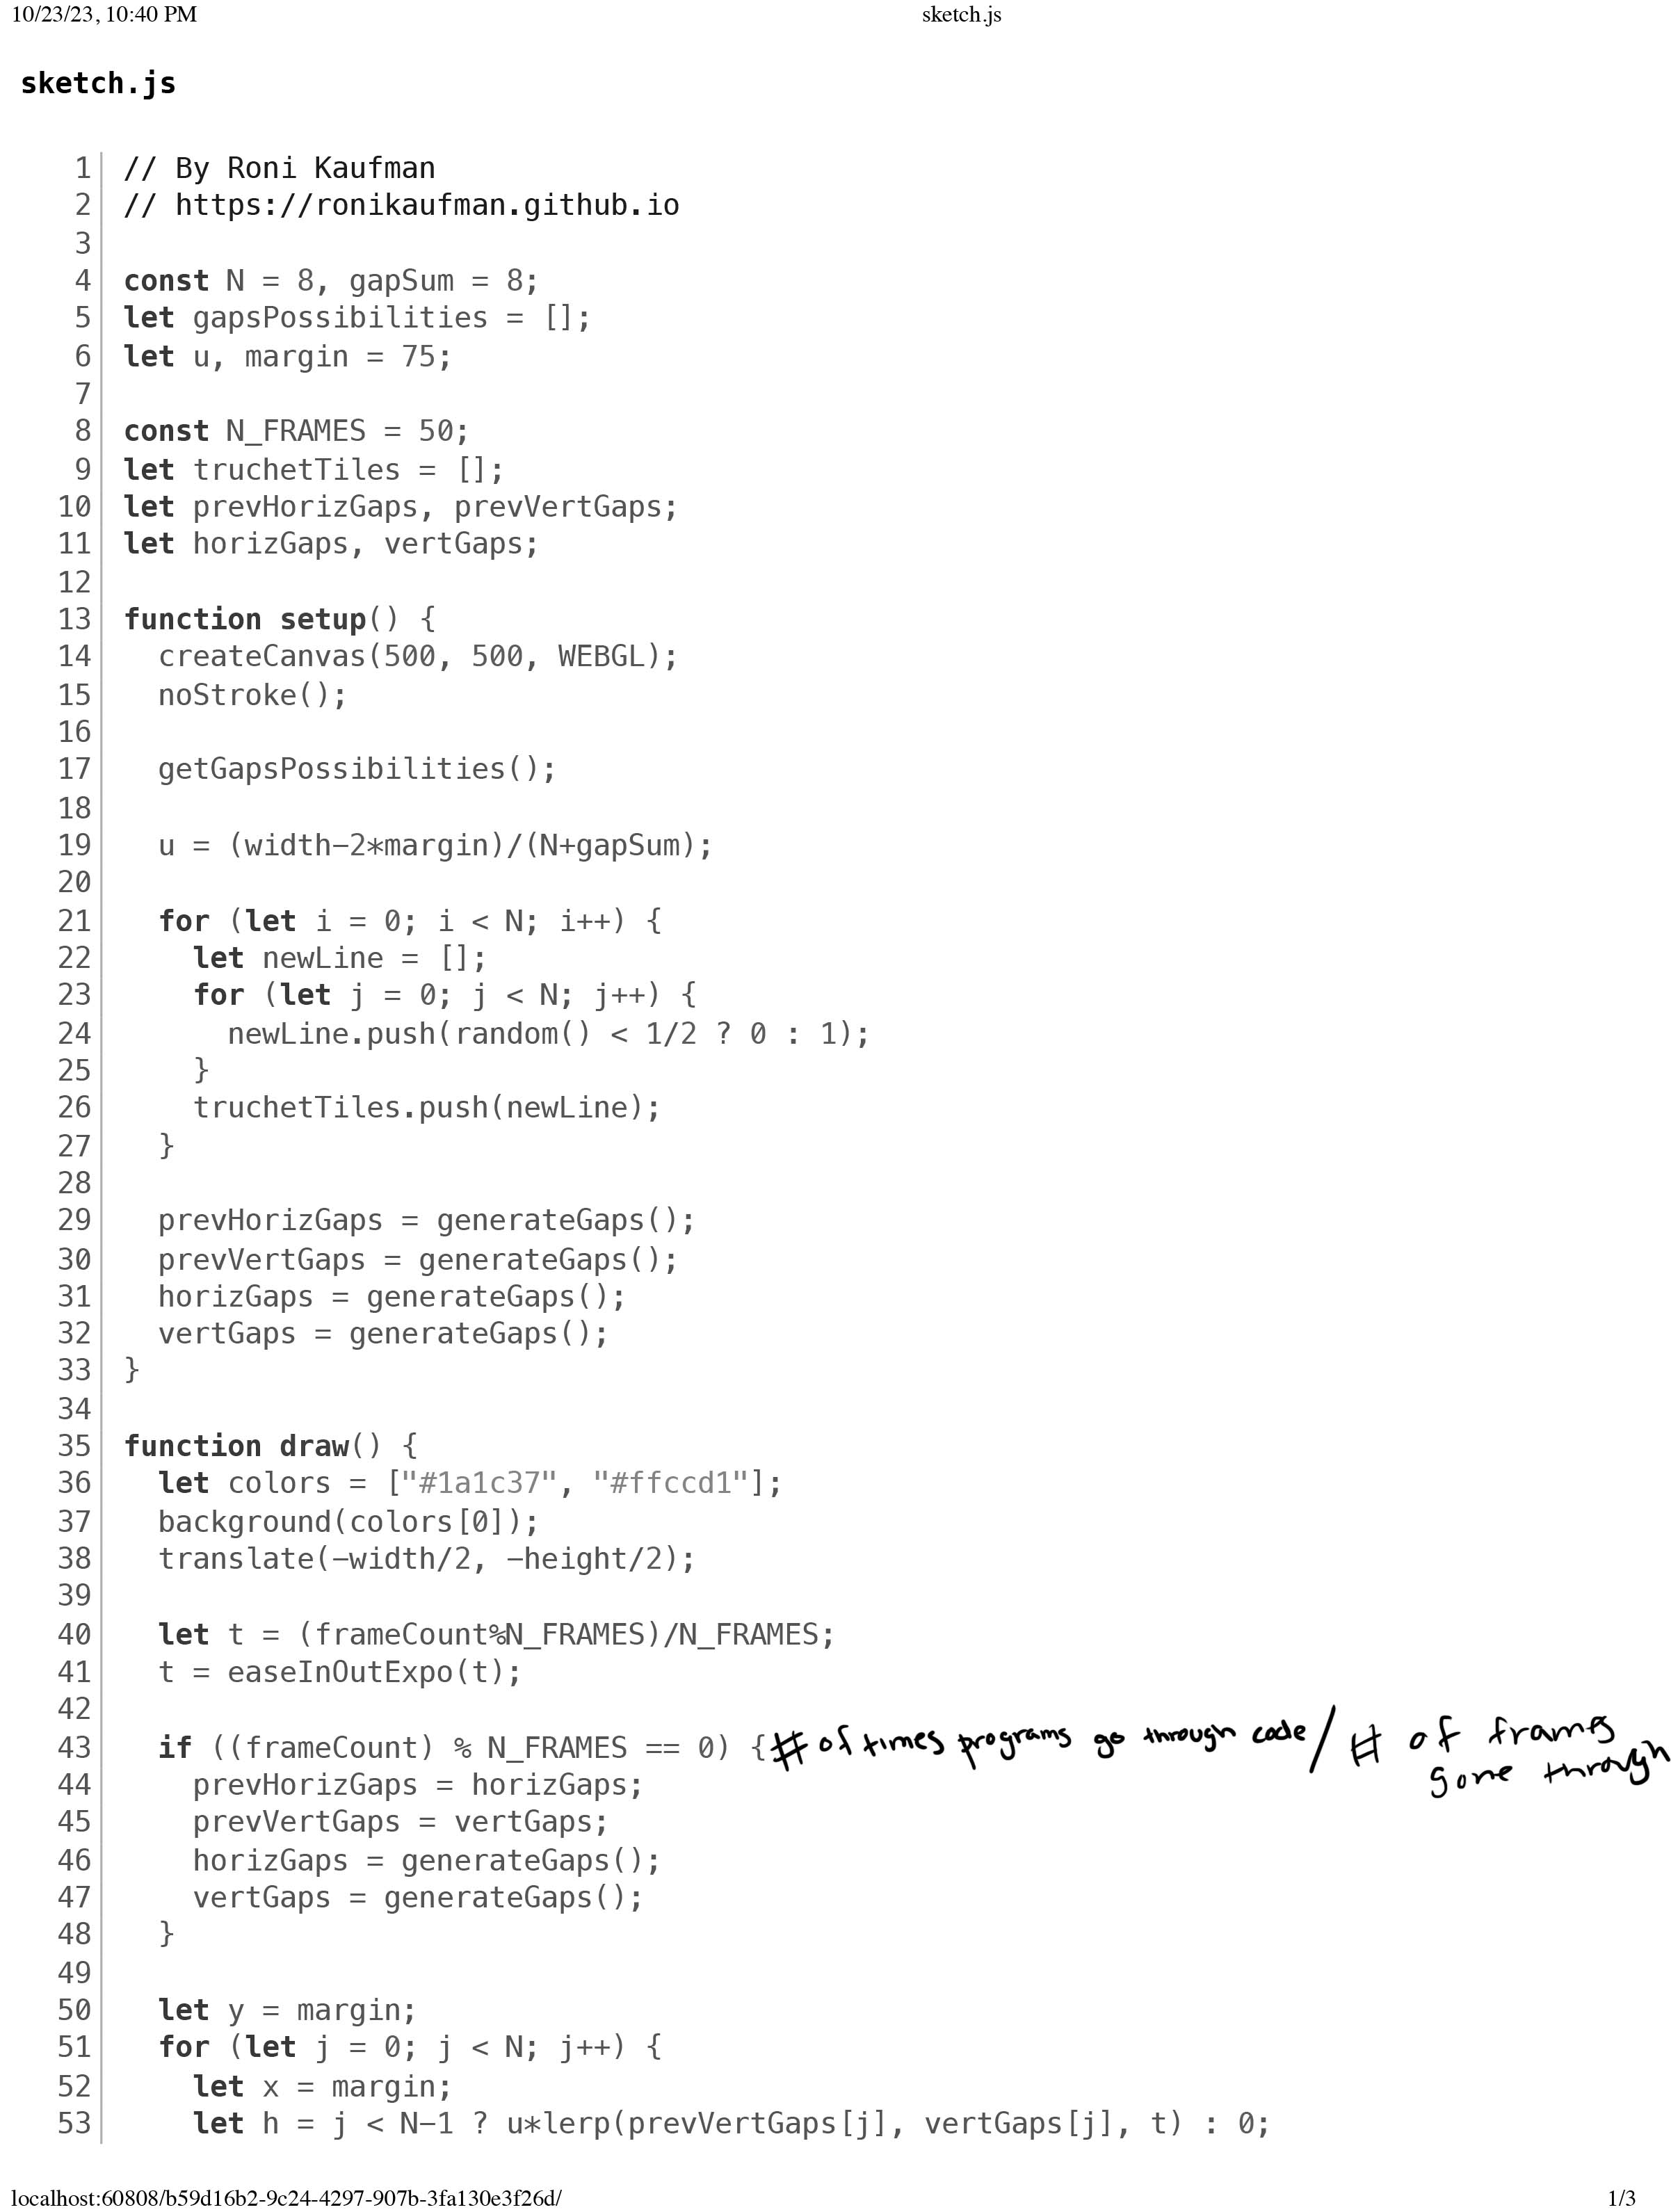 10/23/23, 10:40 PM sketch.js
sketch.js
1 // By Roni Kaufman
2 // https://ronikaufman.github.io
3
4 const N = 8, gapSum = 8;
5 let gapsPossibilities = [];
6 let u, margin = 75;
7
8 const N_FRAMES = 50;
9 let truchetTiles = [];
10 let prevHorizGaps, prevVertGaps;
11 let horizGaps, vertGaps;
12
13 function setup() {
14   createCanvas(500, 500, WEBGL);
15   noStroke();
16
17   getGapsPossibilities();
18
19   u = (width-2*margin)/(N+gapSum);
20
21   for (let i = 0; i < N; i++) {
22     let newLine = [];
23     for (let j = 0; j < N; j++) {
24       newLine.push(random() < 1/2 ? 0 : 1);
25     }
26     truchetTiles.push(newLine);
27   }
28
29   prevHorizGaps = generateGaps();
30   prevVertGaps = generateGaps();
31   horizGaps = generateGaps();
32   vertGaps = generateGaps();
33 }
34
35 function draw() {
36   let colors = ["#1a1c37", "#ffccd1"];
37   background(colors[0]);
38   translate(-width/2, -height/2);
39
40   let t = (frameCount%N_FRAMES)/N_FRAMES;
41   t = easeInOutExpo(t);
42
43   if ((frameCount) % N_FRAMES == 0) { # of times programs go through code / # of frames
gone through
44     prevHorizGaps = horizGaps;
45     prevVertGaps = vertGaps;
46     horizGaps = generateGaps();
47     vertGaps = generateGaps();
48   }
49
50   let y = margin;
51   for (let j = 0; j < N; j++) {
52     let x = margin;
53     let h = j < N-1 ? u*lerp(prevVertGaps[j], vertGaps[j], t) : 0;
localhost:60808/b59d16b2-9c24-4297-907b-3fa130e3f26d/ 1/3